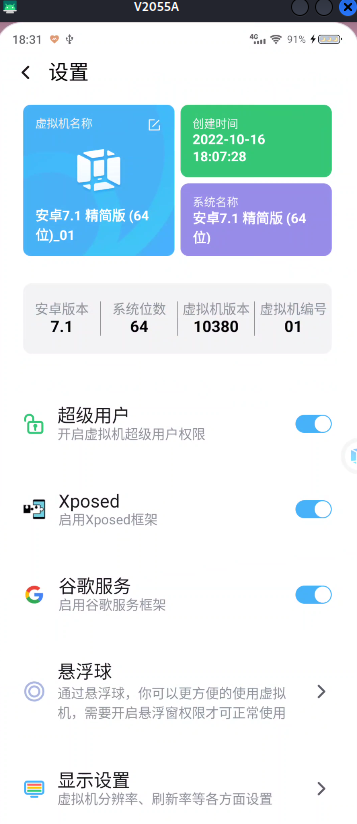 V2055A
18:31
4G
91%
设置
虚拟机名称
安卓7.1 精简版 (64
位)_01
创建时间
2022-10-16
18:07:28
系统名称
安卓7.1 精简版 (64
位)
安卓版本 系统位数 虚拟机版本 虚拟机编号
7.1 64 10380 01
超级用户
开启虚拟机超级用户权限
Xposed
启用Xposed框架
谷歌服务
启用谷歌服务框架
悬浮球
通过悬浮球，你可以更方便的使用虚拟
机，需要开启悬浮窗权限才可正常使用
显示设置
虚拟机分辨率、刷新率等各方面设置